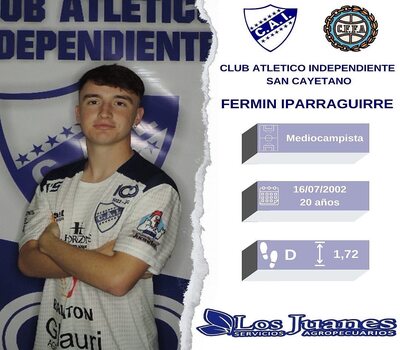 CLUB ATLETICO
INDEPENDIENTE
C.A.I.
CLUB ATLETICO INDEPENDIENTE
SAN CAYETANO
FERMIN IPARRAGUIRRE
Mediocampista
16/07/2002
20 años
D
1,72
Los Juanes
SERVICIOS AGROPECUARIOS